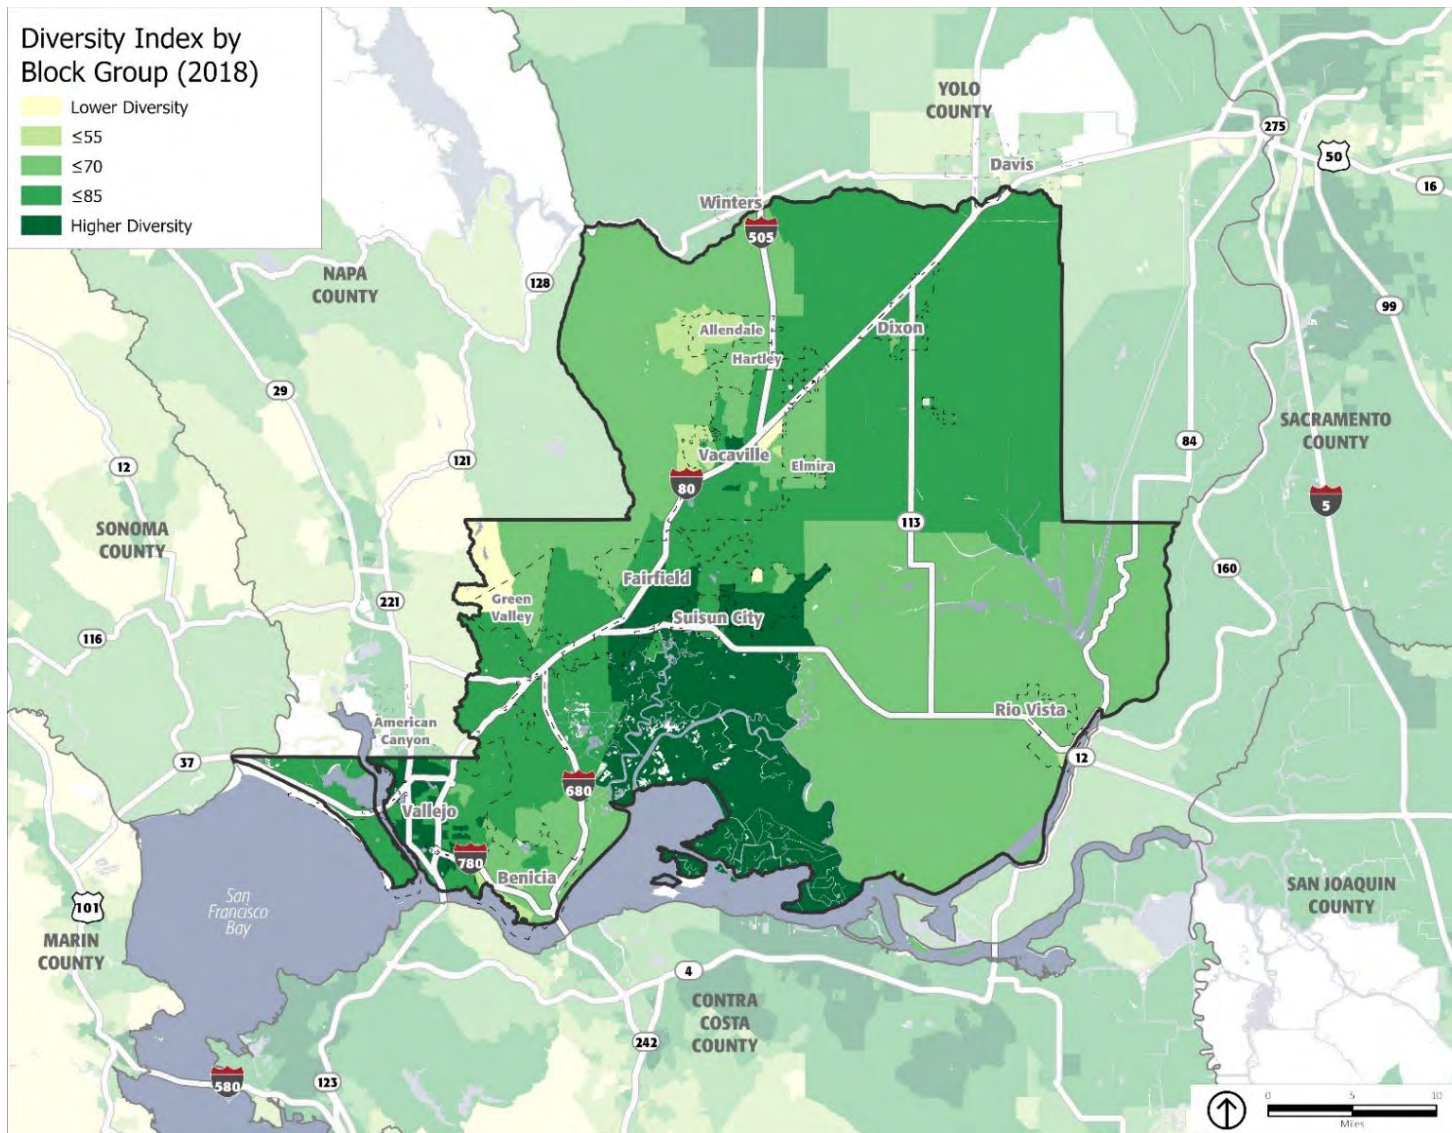 Diversity Index by
Block Group (2018)
Lower Diversity
≤55
≤70
≤85
Higher Diversity
YOLO
COUNTY
275
50
16
Davis
Winters
505
NAPA
COUNTY
128
99
Allendale
Dixon
Hartley
29
SACRAMENTO
COUNTY
84
12
121
Vacaville
Elmira
80
5
SONOMA
COUNTY
113
160
Fairfield
Green
Valley
221
Suisun City
116
Rio Vista
American
Canyon
12
37
680
Vallejo
780
Benicia
San
Francisco
Bay
101
SAN JOAQUIN
COUNTY
MARIN
COUNTY
4
CONTRA
COSTA
COUNTY
242
580
123
0 5 10
Miles